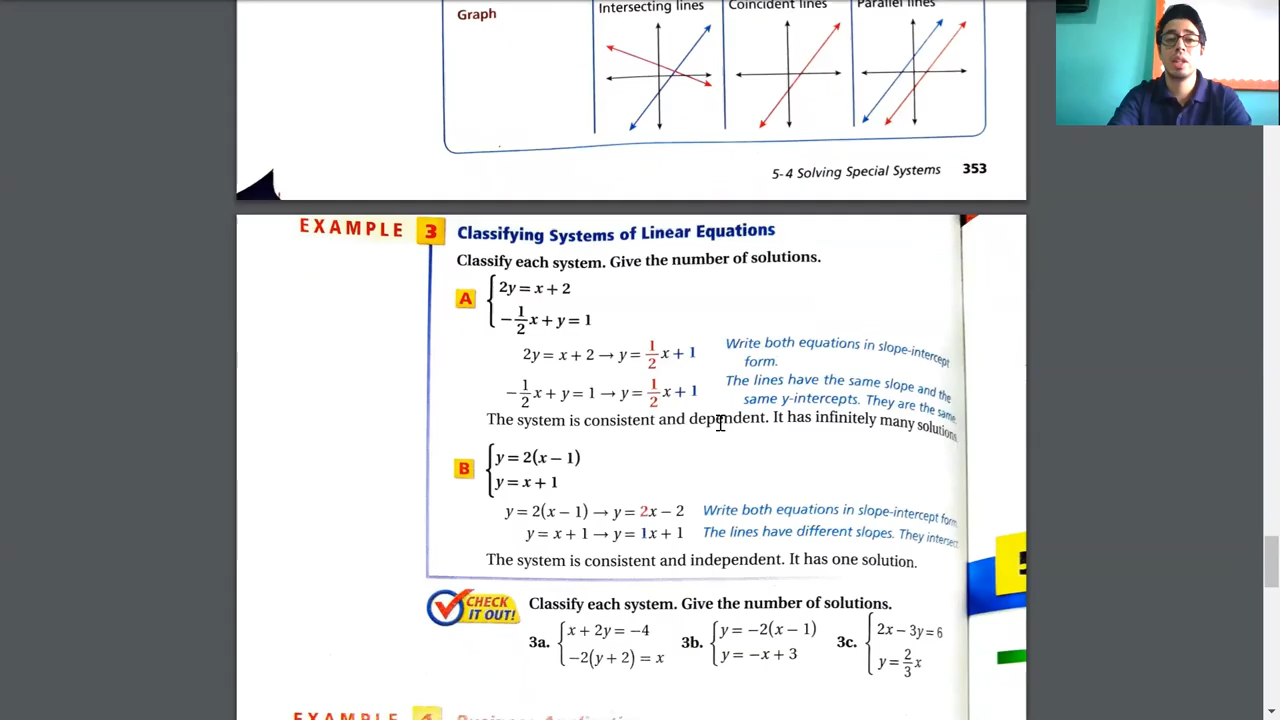 Graph
Intersecting lines
Coincident lines
Parallel lines
5-4 Solving Special Systems 353
EXAMPLE 3 Classifying Systems of Linear Equations
Classify each system. Give the number of solutions.
A
2y = x + 2
-1/2x + y = 1
2y = x + 2 → y = 1/2x + 1
Write both equations in slope-intercept
form.
-1/2x + y = 1 → y = 1/2x + 1
The lines have the same slope and the
same y-intercepts. They are the same.
The system is consistent and dependent. It has infinitely many solutions
B
y = 2(x − 1)
y = x + 1
y = 2(x − 1) → y = 2x − 2 Write both equations in slope-intercept form
y = x + 1 → y = 1x + 1 The lines have different slopes. They intersect.
The system is consistent and independent. It has one solution.
CHECK
IT OUT!
Classify each system. Give the number of solutions.
3a.
x + 2y = −4
−2(y + 2) = x
3b.
y = −2(x − 1)
y = −x + 3
3c.
2x − 3y = 6
y = 2/3x